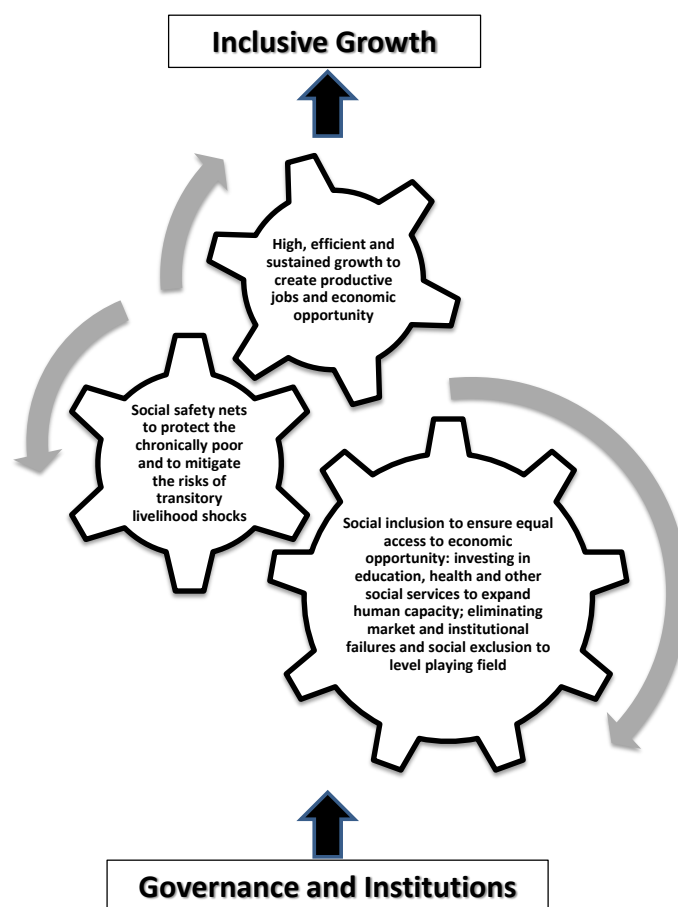 Inclusive Growth
High, efficient and
sustained growth to
create productive
jobs and economic
opportunity
Social safety nets
to protect the
chronically poor
and to mitigate
the risks of
transitory
livelihood shocks
Social inclusion to ensure equal
access to economic
opportunity: investing in
education, health and other
social services to expand
human capacity; eliminating
market and institutional
failures and social exclusion to
level playing field
Governance and Institutions